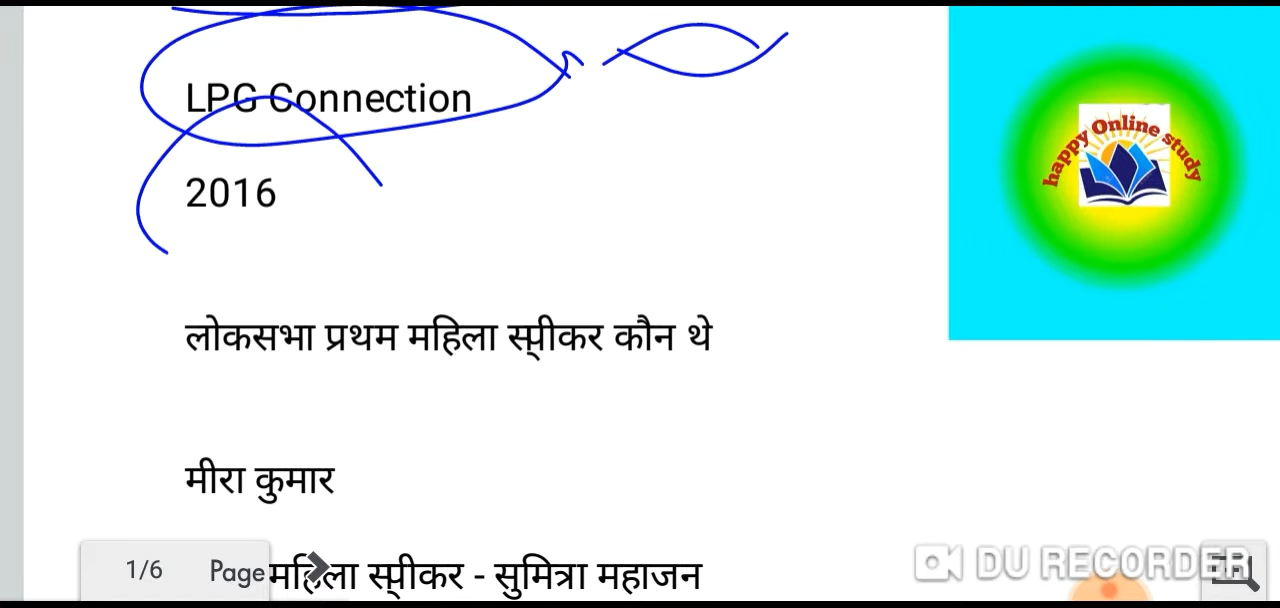 LPG Connection
2016
happy Online study
लोकसभा प्रथम महिला स्पीकर कौन थे
मीरा कुमार
महिला स्पीकर - सुमित्रा महाजन
1/6 Page
DU RECORDER